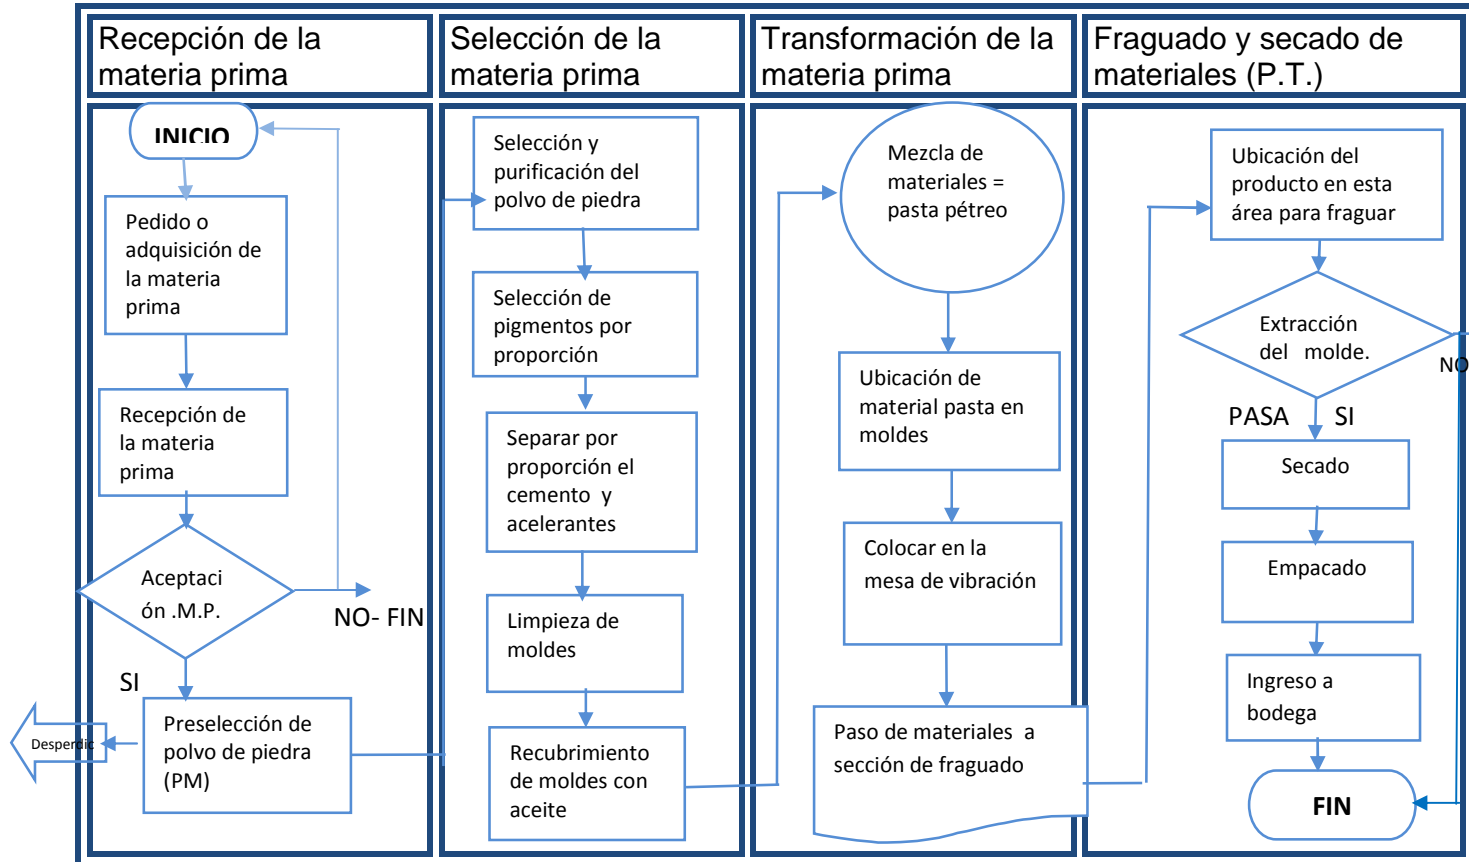 Recepción de la
materia prima
Selección de la
materia prima
Transformación de la
materia prima
Fraguado y secado de
materiales (P.T.)
INICIO
Pedido o
adquisición de
la materia
prima
Recepción de
la materia
prima
Aceptaci
ón .M.P.
NO- FIN
SI
Preselección de
polvo de piedra
(PM)
Desperdic
Selección y
purificación del
polvo de piedra
Selección de
pigmentos por
proporción
Separar por
proporción el
cemento y
acelerantes
Limpieza de
moldes
Recubrimiento
de moldes con
aceite
Mezcla de
materiales =
pasta pétreo
Ubicación de
material pasta en
moldes
Colocar en la
mesa de vibración
Paso de materiales a
sección de fraguado
Ubicación del
producto en esta
área para fraguar
Extracción
del molde.
NO
PASA SI
Secado
Empacado
Ingreso a
bodega
FIN